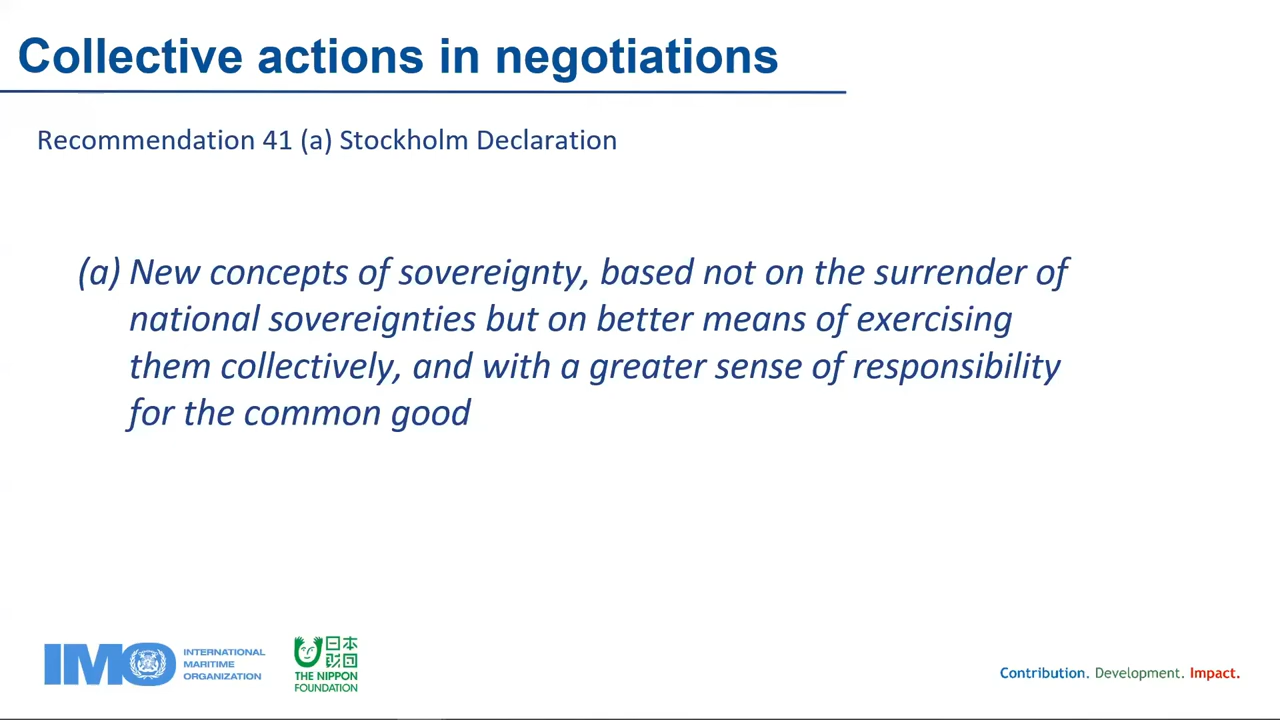 Collective actions in negotiations
Recommendation 41 (a) Stockholm Declaration
(a) New concepts of sovereignty, based not on the surrender of
national sovereignties but on better means of exercising
them collectively, and with a greater sense of responsibility
for the common good
IMO
INTERNATIONAL
MARITIME
ORGANIZATION
日本
財団
THE NIPPON
FOUNDATION
Contribution. Development. Impact.